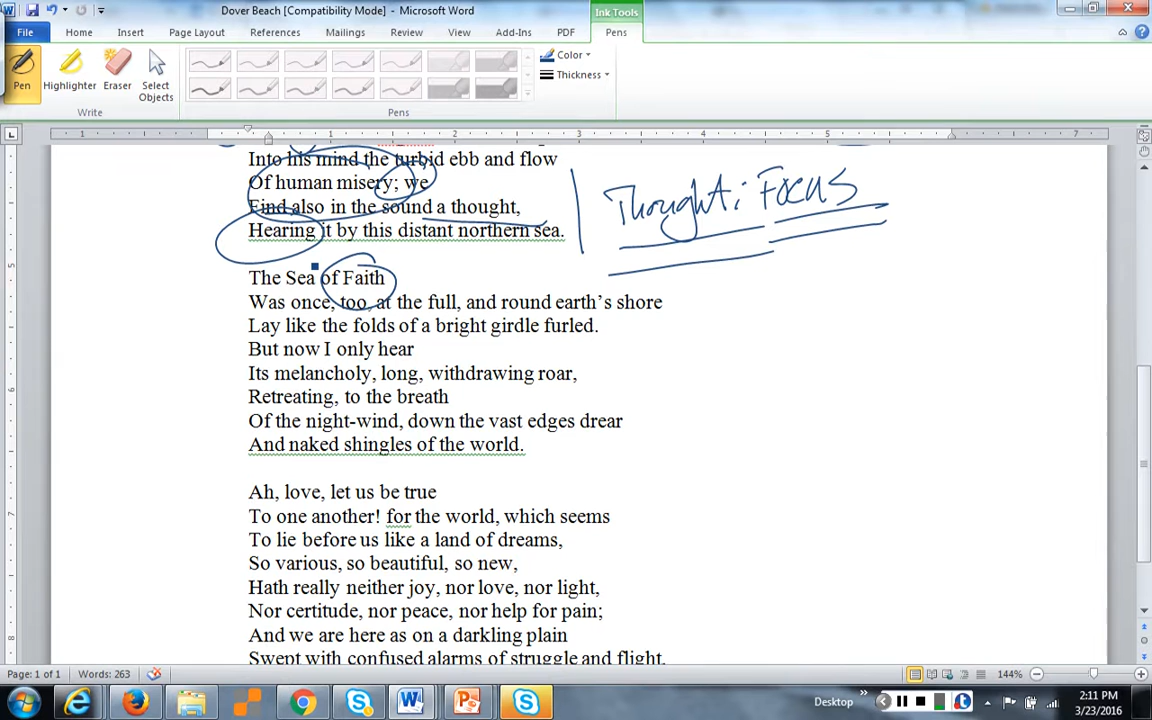 Dover Beach [Compatibility Mode] - Microsoft Word
Ink Tools
File Home Insert Page Layout References Mailings Review View Add-Ins PDF Pens
Pen Highlighter Eraser Select Objects
Color
Thickness
Write
Pens
1 1 2 3 4 5 6 7
Into his mind the turbid ebb and flow
Of human misery; we
Find also in the sound a thought,
Hearing it by this distant northern sea.
Thought: Focus
The Sea of Faith
Was once, too, at the full, and round earth’s shore
Lay like the folds of a bright girdle furled.
But now I only hear
Its melancholy, long, withdrawing roar,
Retreating, to the breath
Of the night-wind, down the vast edges drear
And naked shingles of the world.
Ah, love, let us be true
To one another! for the world, which seems
To lie before us like a land of dreams,
So various, so beautiful, so new,
Hath really neither joy, nor love, nor light,
Nor certitude, nor peace, nor help for pain;
And we are here as on a darkling plain
Swept with confused alarms of struggle and flight,
Page: 1 of 1 Words: 263
144%
Desktop
2:11 PM
3/23/2016